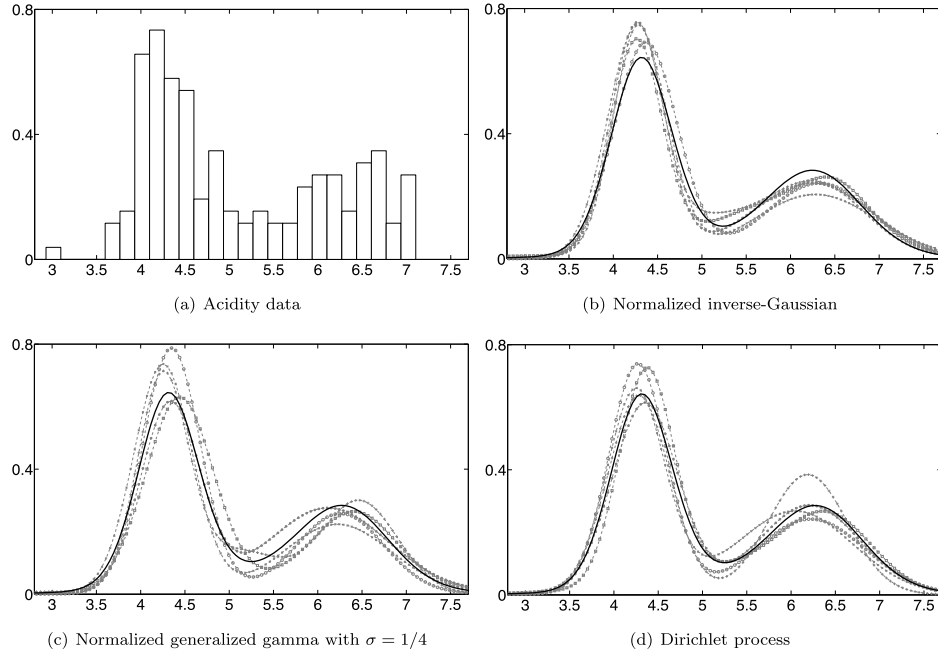 0.8
0.4
0
3 3.5 4 4.5 5 5.5 6 6.5 7 7.5
(a) Acidity data
0.8
0.4
0
3 3.5 4 4.5 5 5.5 6 6.5 7 7.5
(b) Normalized inverse-Gaussian
0.8
0.4
0
3 3.5 4 4.5 5 5.5 6 6.5 7 7.5
(c) Normalized generalized gamma with σ = 1/4
0.8
0.4
0
3 3.5 4 4.5 5 5.5 6 6.5 7 7.5
(d) Dirichlet process